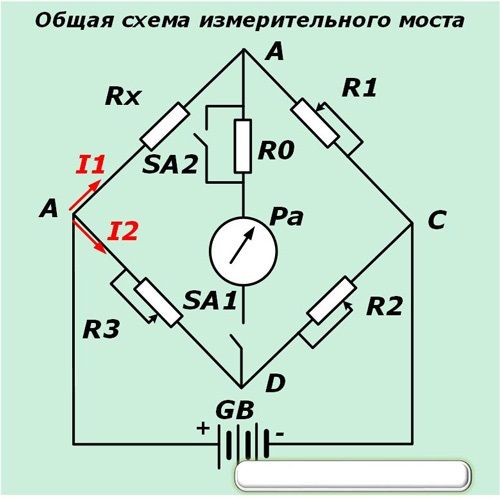 Общая схема измерительного моста
A
Rx
R1
SA2
R0
I1
A
Pa
C
I2
SA1
R3
R2
D
GB
+ -